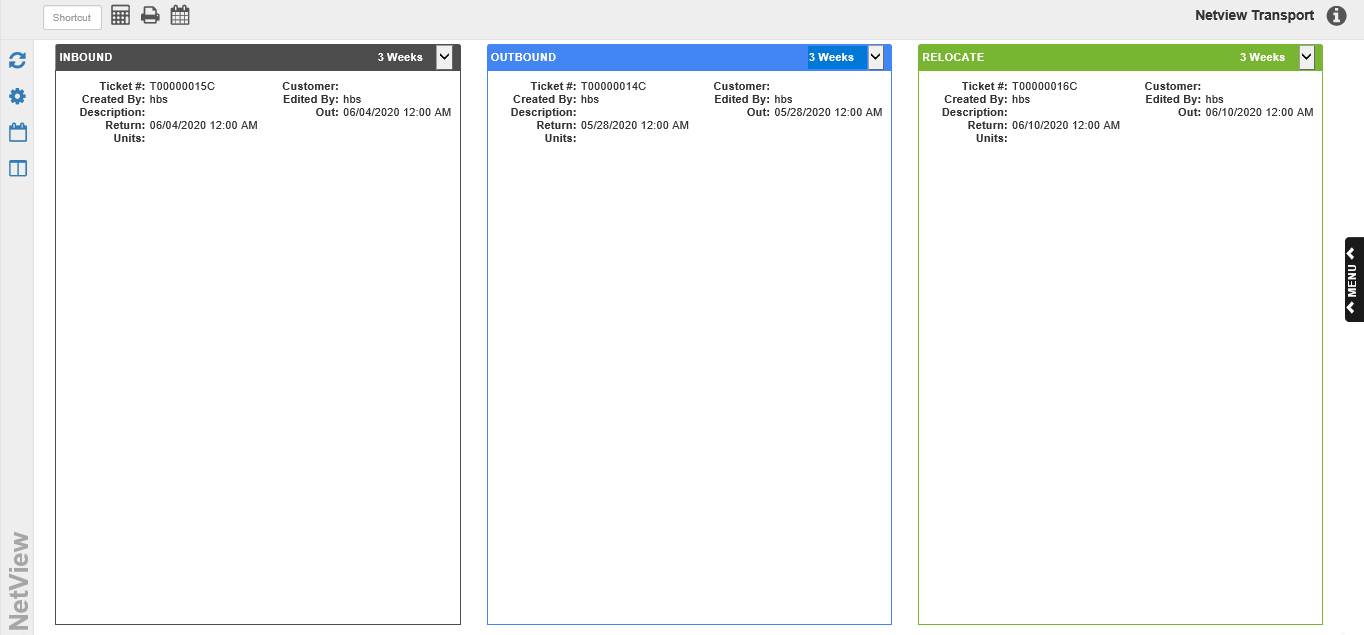 Shortcut
Netview Transport
INBOUND 3 Weeks
Ticket #: T00000015C Customer:
Created By: hbs Edited By: hbs
Description: Out: 06/04/2020 12:00 AM
Return: 06/04/2020 12:00 AM
Units:
OUTBOUND 3 Weeks
Ticket #: T00000014C Customer:
Created By: hbs Edited By: hbs
Description: Out: 05/28/2020 12:00 AM
Return: 05/28/2020 12:00 AM
Units:
RELOCATE 3 Weeks
Ticket #: T00000016C Customer:
Created By: hbs Edited By: hbs
Description: Out: 06/10/2020 12:00 AM
Return: 06/10/2020 12:00 AM
Units:
MENU
NetView